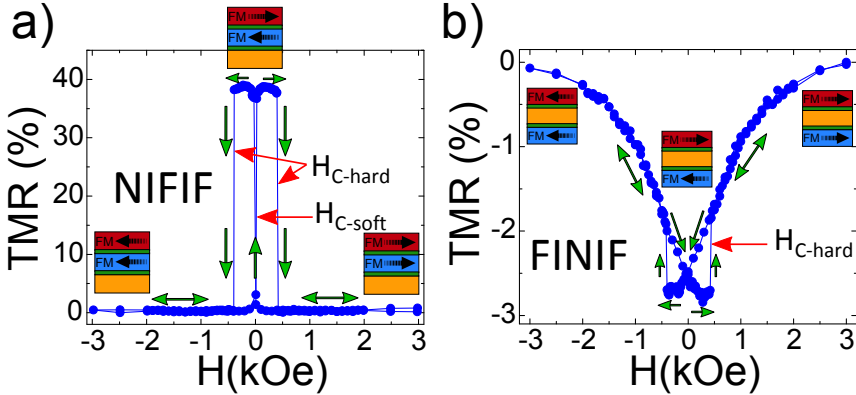 a)
TMR (%)
40
30
20
10
0
-3 -2 -1 0 1 2 3
H(kOe)
NIFIF
H_C-hard
H_C-soft
FM
FM
FM
FM
FM
FM
b)
TMR (%)
0
-1
-2
-3
-3 -2 -1 0 1 2 3
H(kOe)
FINIF
H_C-hard
FM
FM
FM
FM
FM
FM